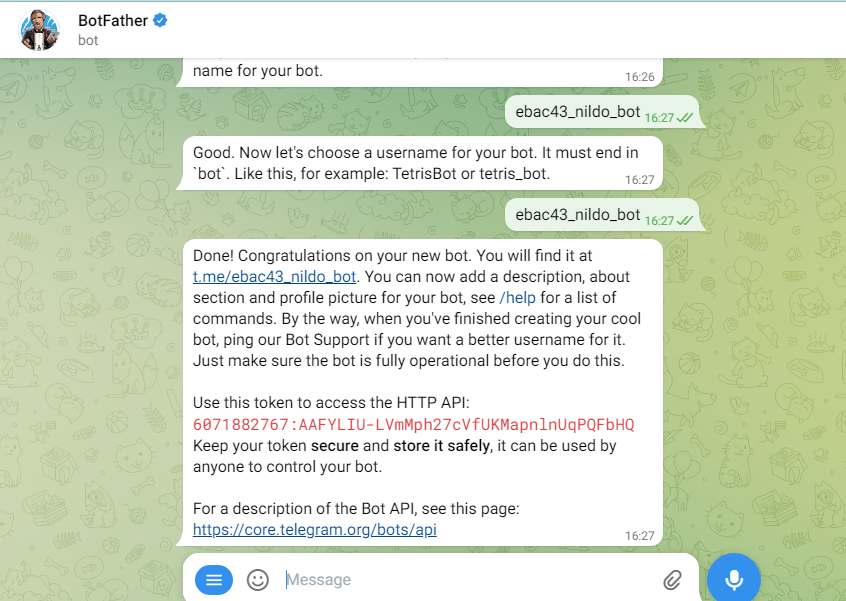 BotFather
bot
name for your bot.
16:26
ebac43_nildo_bot
16:27
Good. Now let's choose a username for your bot. It must end in
`bot`. Like this, for example: TetrisBot or tetris_bot.
16:27
ebac43_nildo_bot
16:27
Done! Congratulations on your new bot. You will find it at
t.me/ebac43_nildo_bot. You can now add a description, about
section and profile picture for your bot, see /help for a list of
commands. By the way, when you've finished creating your cool
bot, ping our Bot Support if you want a better username for it.
Just make sure the bot is fully operational before you do this.
Use this token to access the HTTP API:
6071882767:AAFYLIU-LVmMph27cVfUKMapnlnUqPQFbHQ
Keep your token secure and store it safely, it can be used by
anyone to control your bot.
For a description of the Bot API, see this page:
https://core.telegram.org/bots/api
16:27
Message